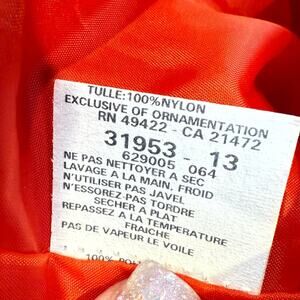 TULLE:100%NYLON
EXCLUSIVE OF ORNAMENTATION
RN 49422 - CA 21472
31953 - 13
629005 064
NE PAS NETTOYER A SEC
LAVAGE A LA MAIN, FROID
N'UTILISER PAS JAVEL
N'ESSOREZ-PAS TORDRE
SECHER A PLAT
REPASSEZ A LA TEMPERATURE
FRAICHE
PAS DE VAPEUR LE VOILE
100%